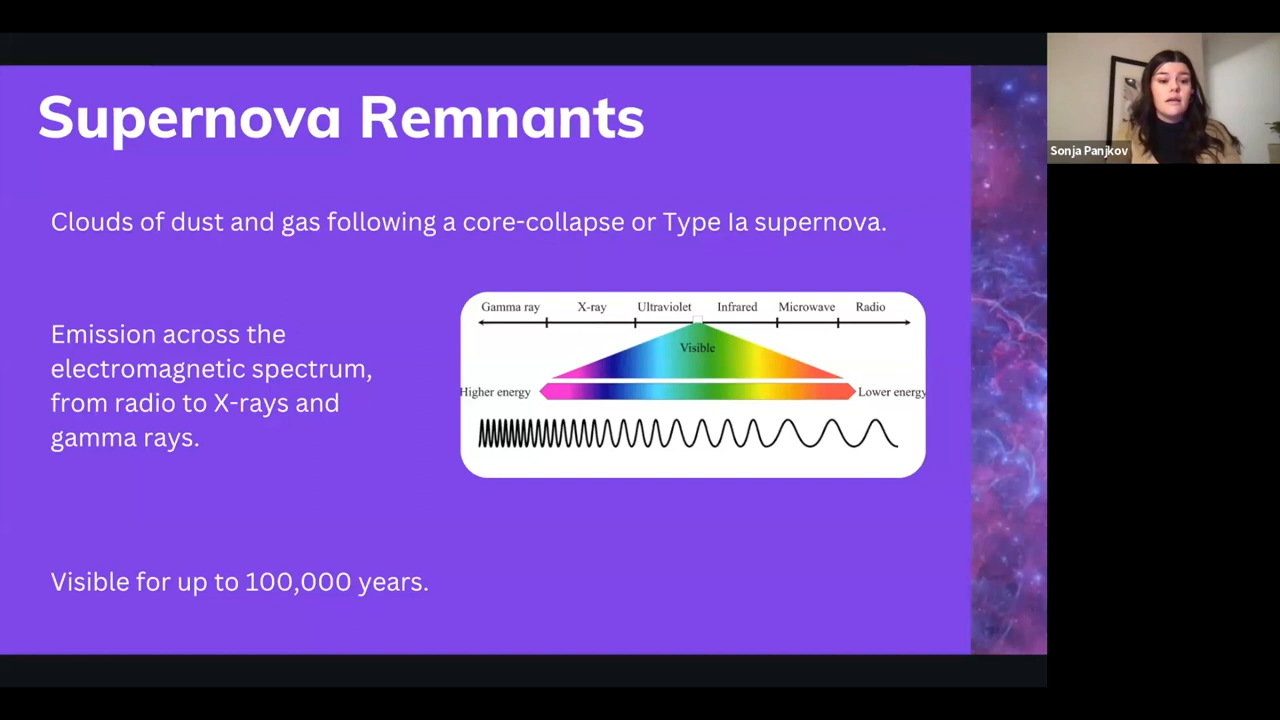 Supernova Remnants
Sonja Panjkov
Clouds of dust and gas following a core-collapse or Type Ia supernova.
Emission across the
electromagnetic spectrum,
from radio to X-rays and
gamma rays.
Gamma ray X-ray Ultraviolet Infrared Microwave Radio
Visible
Higher energy Lower energy
Visible for up to 100,000 years.